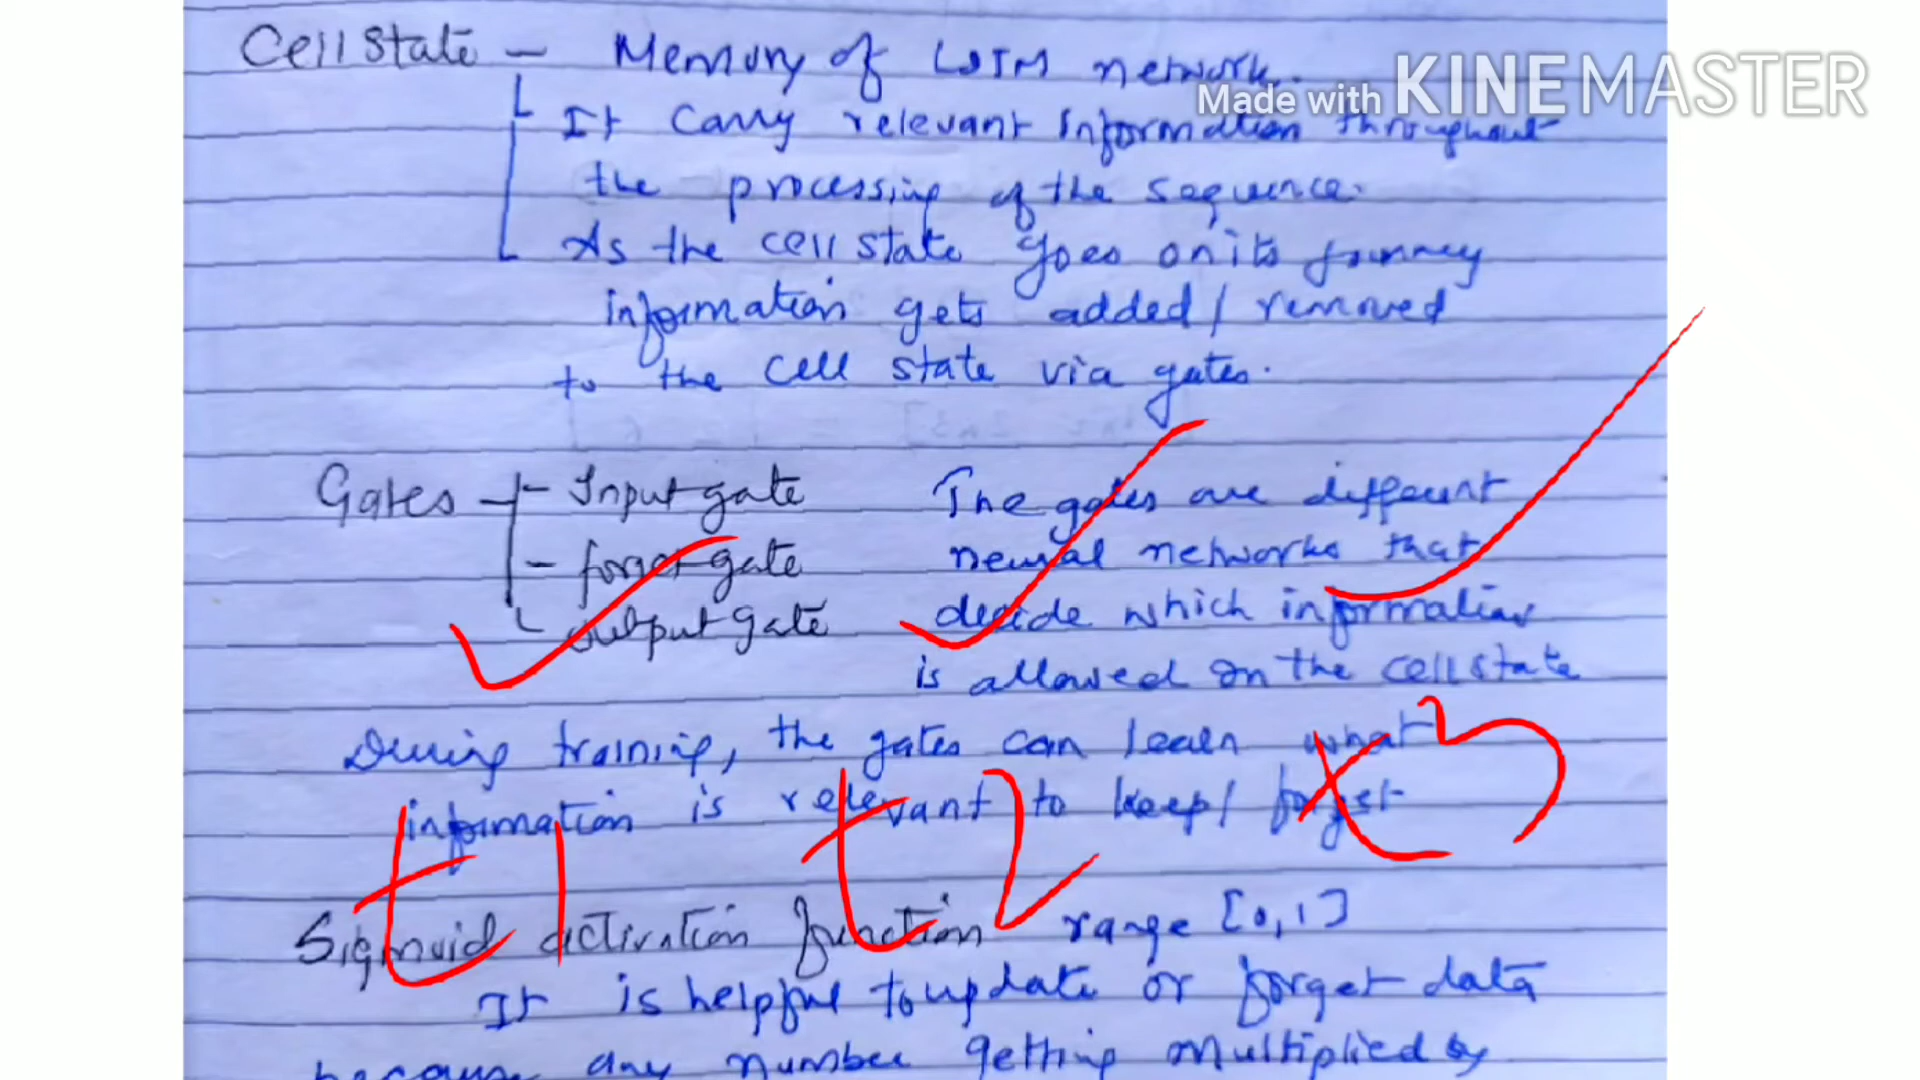 Cell State - Memory of LSTM network.
Made with KINEMASTER
It carry relevant information throughout
the processing of the sequence.
As the cell state goes on its journey
information gets added / removed
to the cell state via gates.
Gates - Input gate
- forget gate
output gate
The gates are different
neural networks that
decide which information
is allowed on the cell state
During training, the gates can learn what
information is relevant to keep / forget
t1 t2 t3
Sigmoid activation function range [0,1]
It is helpful to update or forget data
because any number getting multiplied by